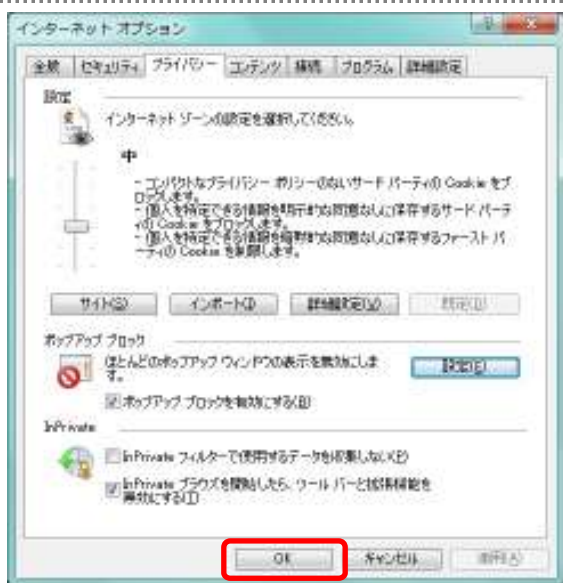 インターネット オプション
全般 セキュリティ プライバシー コンテンツ 接続 プログラム 詳細設定
設定
インターネット ゾーンの設定を選択してください。
中
- コンパクトなプライバシー ポリシーのないサード パーティの Cookie をブ
ロックします。
- 個人を特定できる情報を明示的な同意なしに保存するサード パーテ
ィの Cookie をブロックします。
- 個人を特定できる情報を暗黙的な同意なしに保存するファースト パ
ーティの Cookie を制限します。
サイト(S) インポート(I) 詳細設定(V) 既定(D)
ポップアップ ブロック
ほとんどのポップアップ ウィンドウの表示を無効にしま
す。
設定(E)
ポップアップ ブロックを有効にする(B)
InPrivate
InPrivate フィルターで使用するデータを収集しない(P)
InPrivate ブラウズを開始したら、ツール バーと拡張機能を
無効にする(T)
OK キャンセル 適用(A)